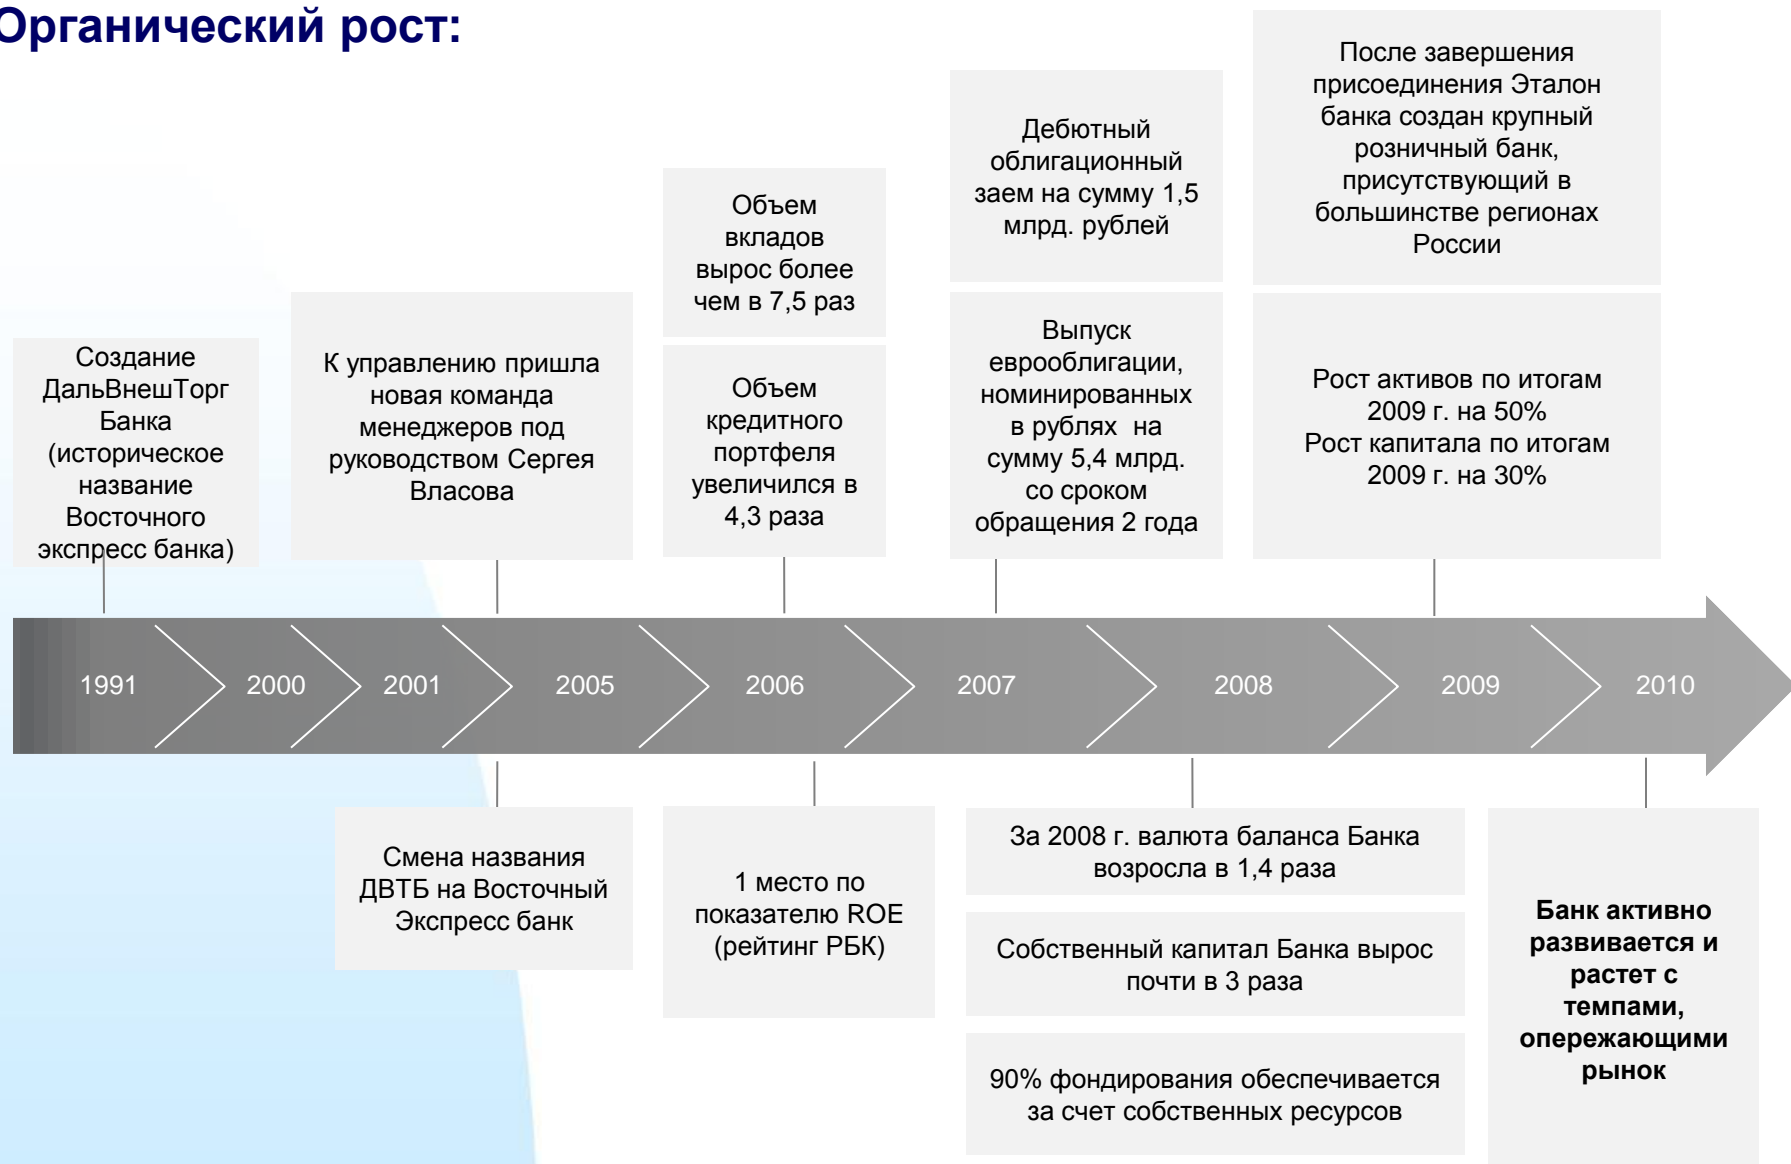 Органический рост:
Создание
ДальВнешТорг
Банка
(историческое
название
Восточного
экспресс банка)
К управлению пришла
новая команда
менеджеров под
руководством Сергея
Власова
Объем
вкладов
вырос более
чем в 7,5 раз
Объем
кредитного
портфеля
увеличился в
4,3 раза
Дебютный
облигационный
заем на сумму 1,5
млрд. рублей
Выпуск
еврооблигации,
номинированных
в рублях на
сумму 5,4 млрд.
со сроком
обращения 2 года
После завершения
присоединения Эталон
банка создан крупный
розничный банк,
присутствующий в
большинстве регионах
России
Рост активов по итогам
2009 г. на 50%
Рост капитала по итогам
2009 г. на 30%
1991 2000 2001 2005 2006 2007 2008 2009 2010
Смена названия
ДВТБ на Восточный
Экспресс банк
1 место по
показателю ROE
(рейтинг РБК)
За 2008 г. валюта баланса Банка
возросла в 1,4 раза
Собственный капитал Банка вырос
почти в 3 раза
90% фондирования обеспечивается
за счет собственных ресурсов
Банк активно
развивается и
растет с
темпами,
опережающими
рынок